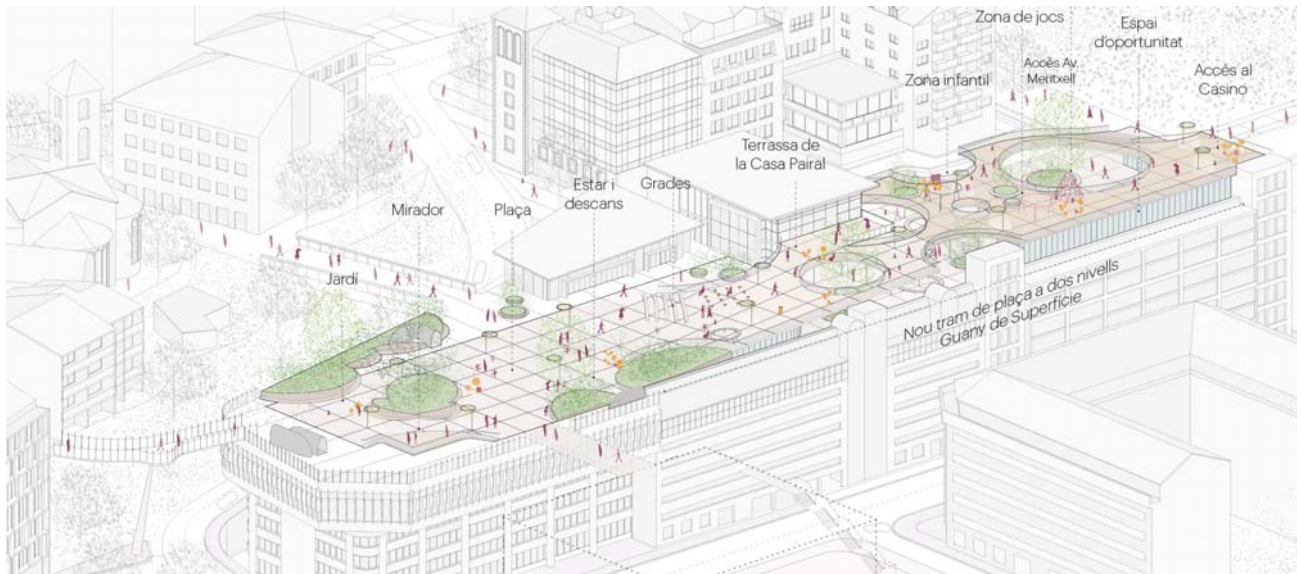 Zona de jocs
Espai
d'oportunitat
Accés Av.
Meritxell
Accés al
Casino
Zona infantil
Terrassa de
la Casa Pairal
Estar i
descans
Grades
Mirador
Plaça
Jardí
Nou tram de plaça a dos nivells
Guany de Superfície